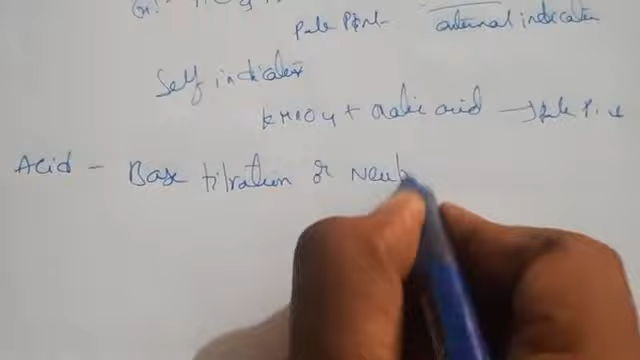 Pale Pink
external indicator
Self indicator
KMnO4 + oxalic acid → pale Pink
Acid - Base titration or Neut